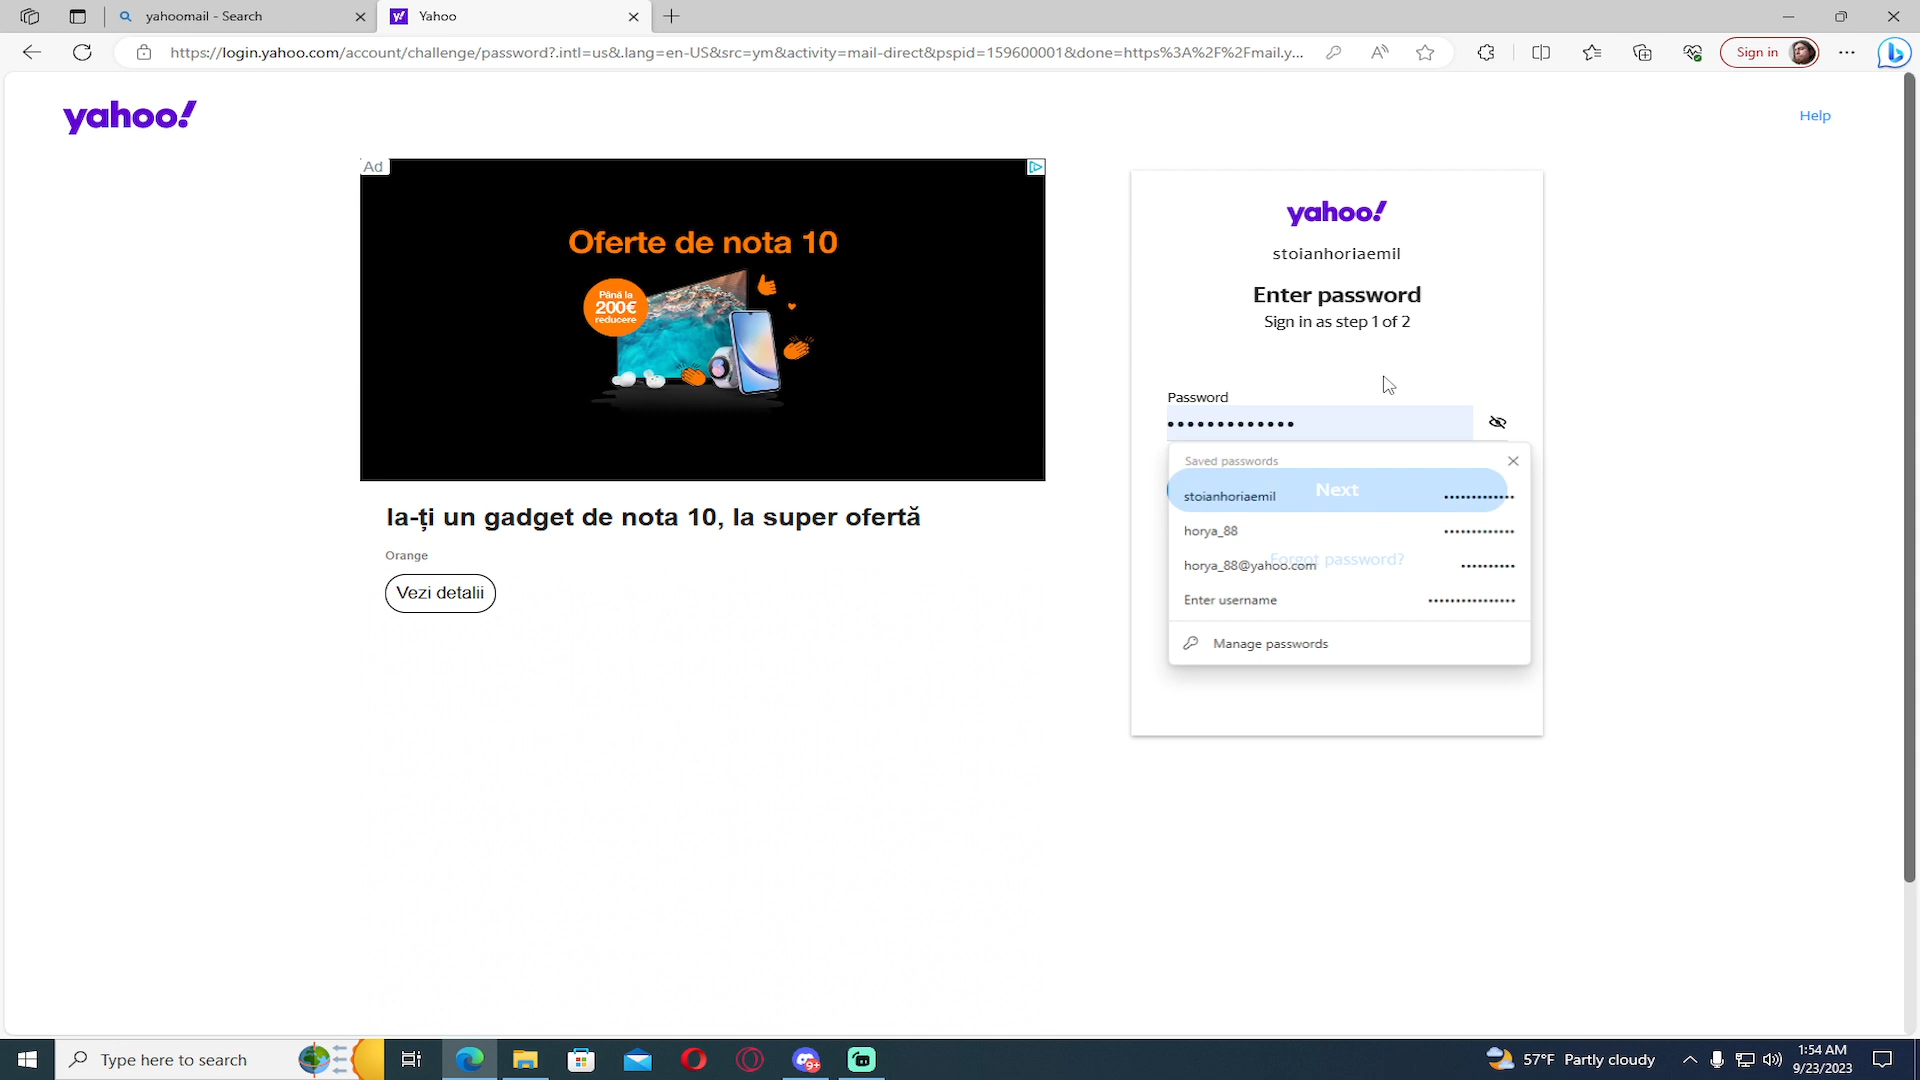 yahoomail - Search
Yahoo
https://login.yahoo.com/account/challenge/password?.intl=us&.lang=en-US&src=ym&activity=mail-direct&pspid=159600001&done=https%3A%2F%2Fmail.y...
Sign in
yahoo!
Help
Ad
Oferte de nota 10
Până la
200€
reducere
Ia-ți un gadget de nota 10, la super ofertă
Orange
Vezi detalii
yahoo!
stoianhoriaemil
Enter password
Sign in as step 1 of 2
Password
•••••••••••••
Saved passwords
stoianhoriaemil •••••••••••••
Next
horya_88 •••••••••••••
Forgot password?
horya_88@yahoo.com ••••••••••
Enter username ••••••••••••••••
Manage passwords
Type here to search
9+
57°F Partly cloudy
1:54 AM
9/23/2023